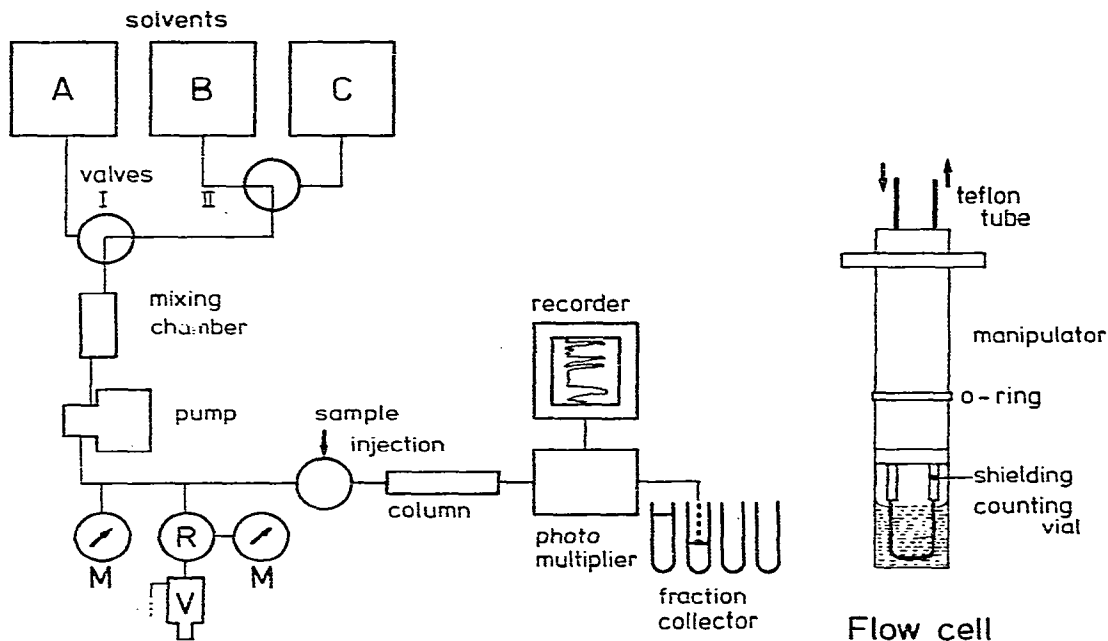 solvents
A
B
C
valves
I
II
mixing
chamber
pump
sample
injection
column
recorder
photo
multiplier
fraction
collector
M
R
M
V
teflon
tube
manipulator
o-ring
shielding
counting
vial
Flow cell